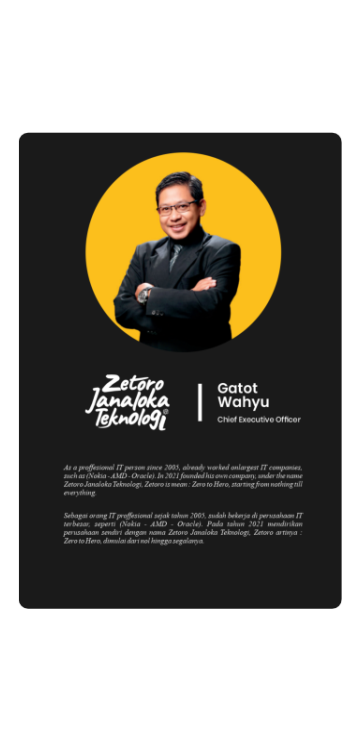 Zetoro
Janaloka
Teknologi®
Gatot
Wahyu
Chief Executive Officer
As a proffessional IT person since 2005, already worked onlargest IT companies,
such as (Nokia - AMD - Oracle). In 2021 founded his own company, under the name
Zetoro Janaloka Teknologi, Zetoro is mean : Zero to Hero, starting from nothing till
everything.
Sebagai orang IT proffesional sejak tahun 2005, sudah bekerja di perusahaan IT
terbesar, seperti (Nokia - AMD - Oracle). Pada tahun 2021 mendirikan
perusahaan sendiri dengan nama Zetoro Janaloka Teknologi, Zetoro artinya :
Zero to Hero, dimulai dari nol hingga segalanya.